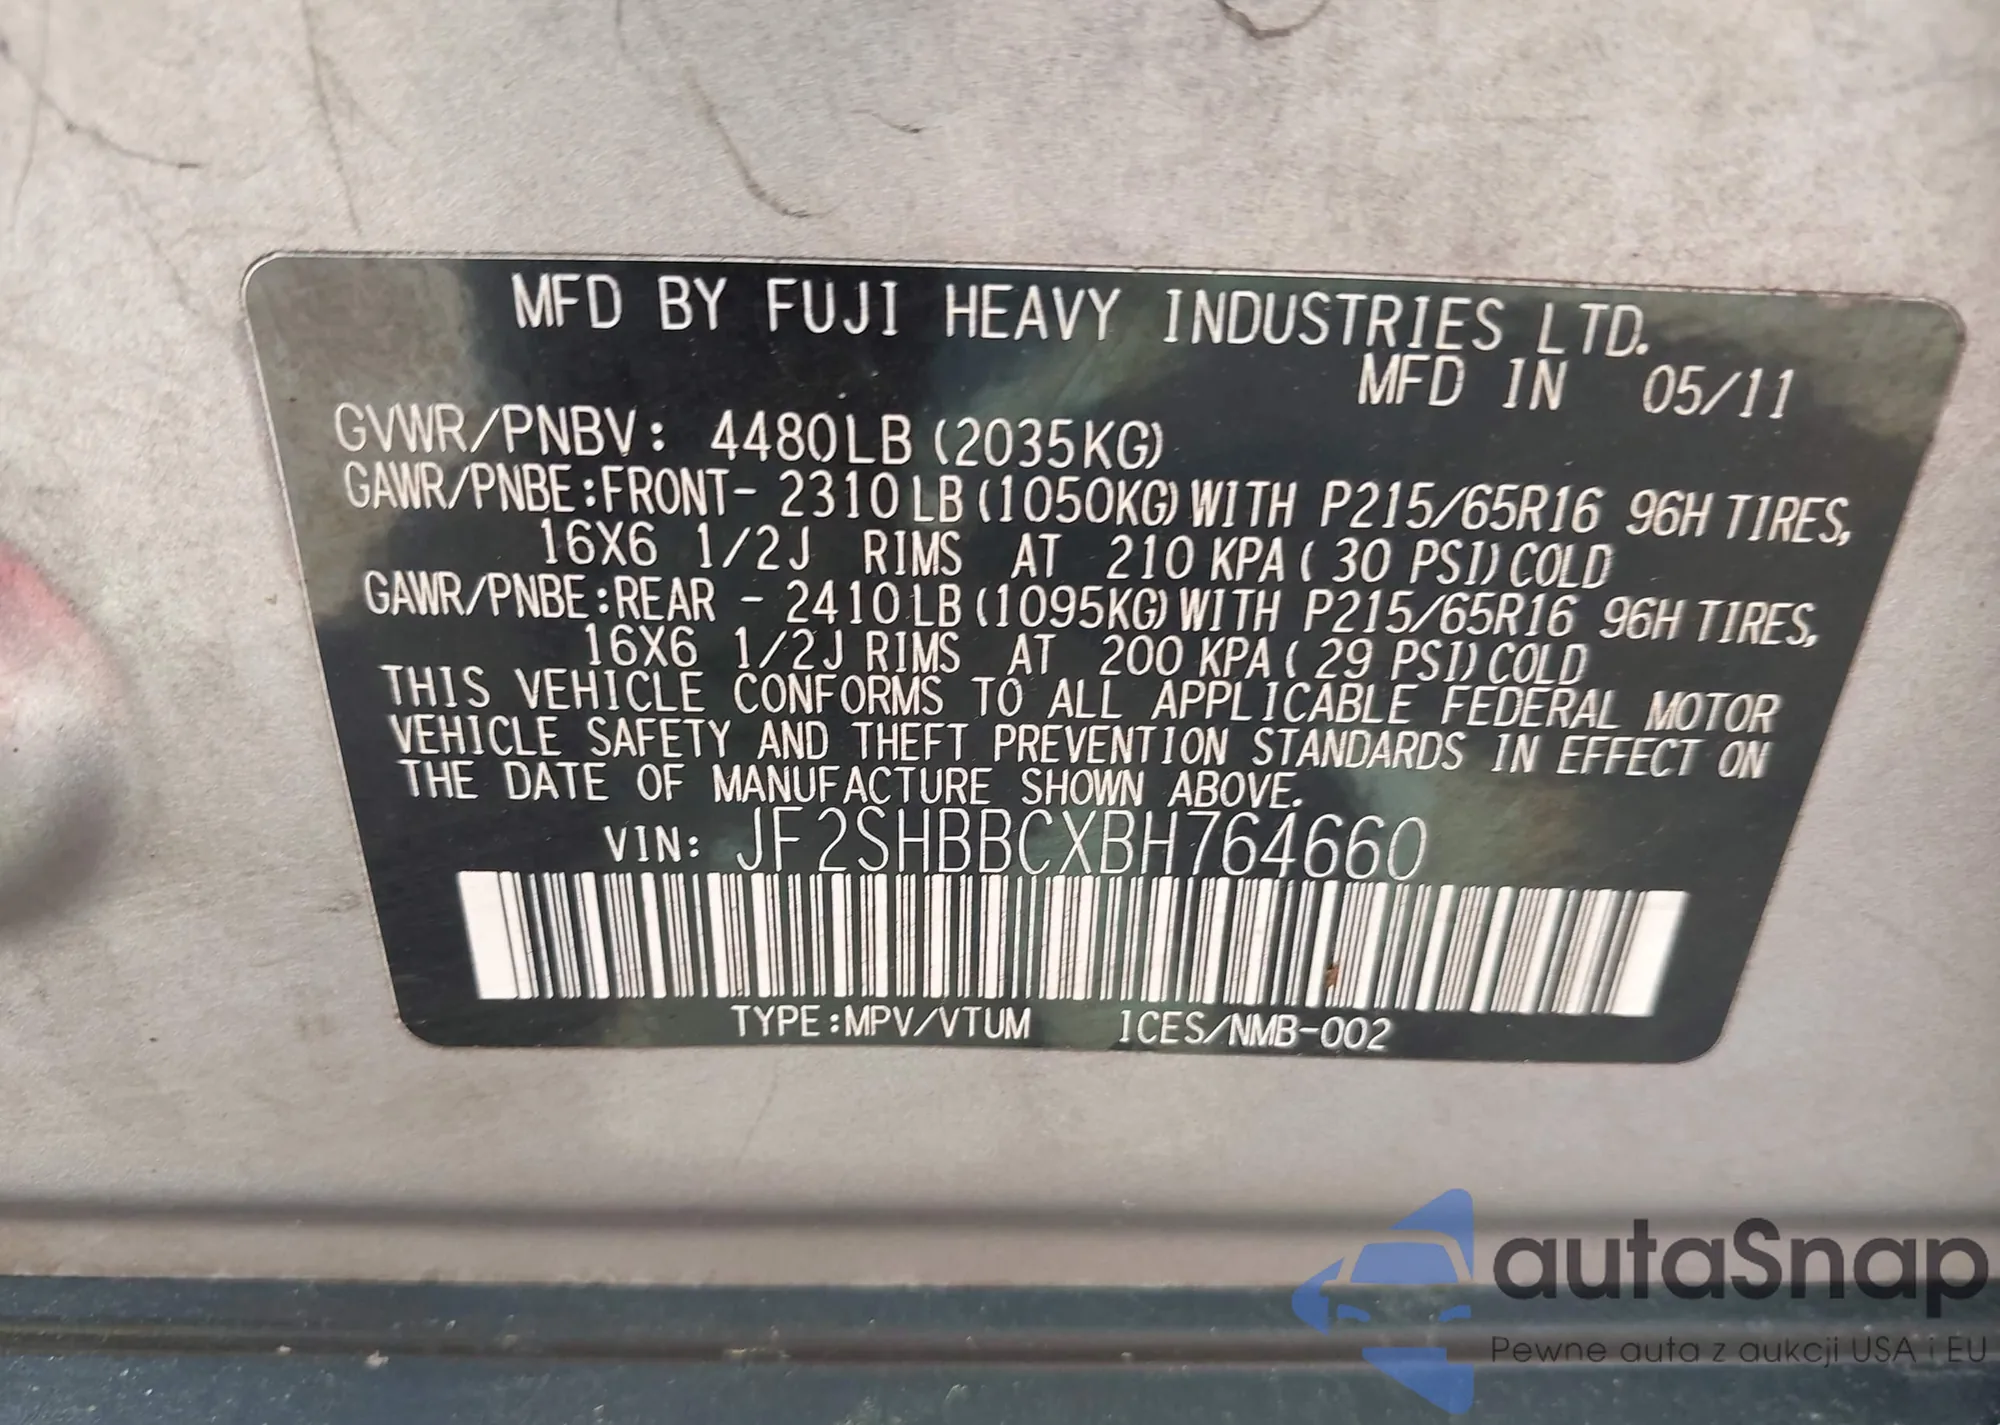 MFD BY FUJI HEAVY INDUSTRIES LTD.
MFD IN 05/11
GVWR/PNBV: 4480LB (2035KG)
GAWR/PNBE:FRONT- 2310LB (1050KG) WITH P215/65R16 96H TIRES,
16X6 1/2J RIMS AT 210 KPA ( 30 PSI) COLD
GAWR/PNBE:REAR - 2410LB (1095KG) WITH P215/65R16 96H TIRES,
16X6 1/2J RIMS AT 200 KPA ( 29 PSI) COLD
THIS VEHICLE CONFORMS TO ALL APPLICABLE FEDERAL MOTOR
VEHICLE SAFETY AND THEFT PREVENTION STANDARDS IN EFFECT ON
THE DATE OF MANUFACTURE SHOWN ABOVE.
VIN: JF2SHBBCXBH764660
TYPE:MPV/VTUM ICES/NMB-002
autaSnap
Pewne auta z aukcji USA i EU